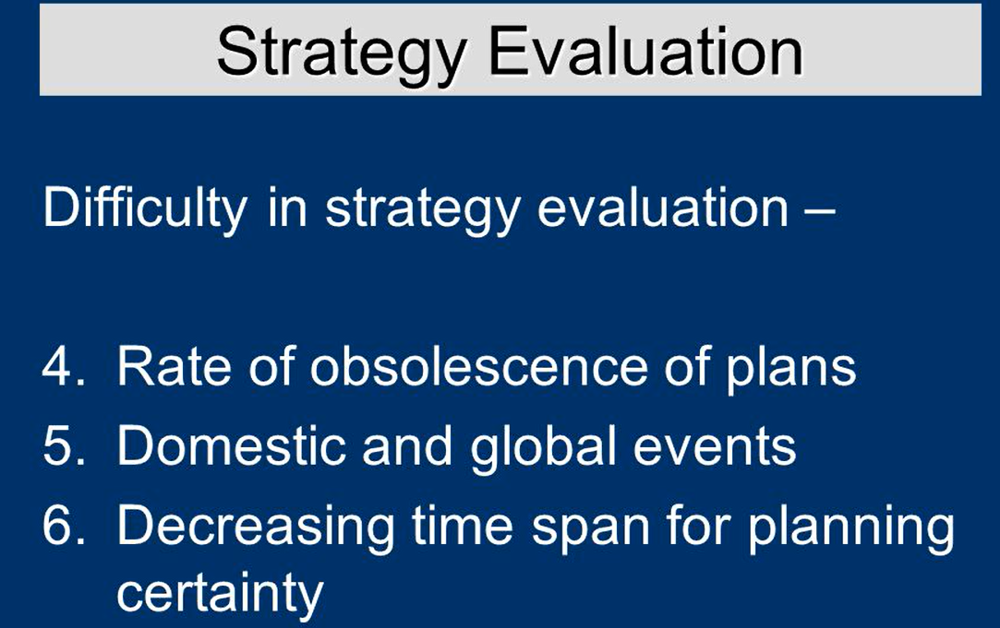 Strategy Evaluation
Difficulty in strategy evaluation –
4. Rate of obsolescence of plans
5. Domestic and global events
6. Decreasing time span for planning
certainty